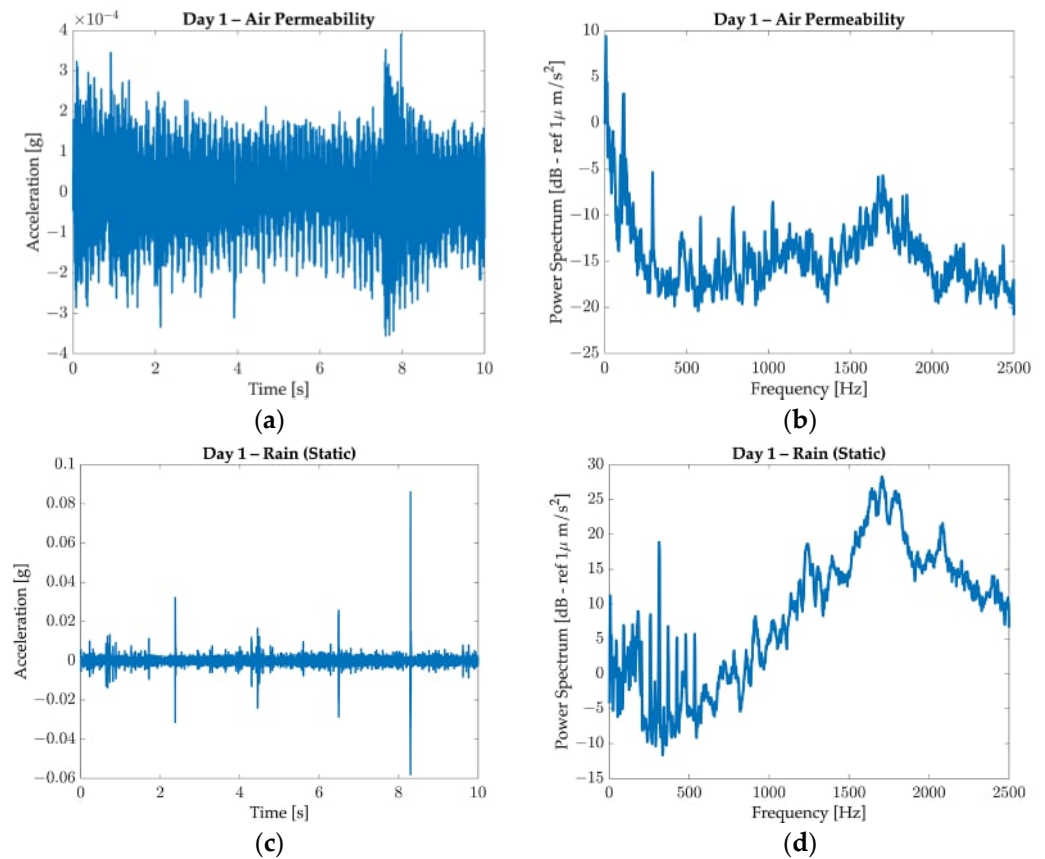 Day 1 – Air Permeability
×10⁻⁴
4
3
2
1
0
−1
−2
−3
−4
Acceleration [g]
0 2 4 6 8 10
Time [s]
(a)
Day 1 – Air Permeability
10
5
0
−5
−10
−15
−20
−25
Power Spectrum [dB - ref 1μ m/s²]
0 500 1000 1500 2000 2500
Frequency [Hz]
(b)
Day 1 – Rain (Static)
0.1
0.08
0.06
0.04
0.02
0
−0.02
−0.04
−0.06
Acceleration [g]
0 2 4 6 8 10
Time [s]
(c)
Day 1 – Rain (Static)
30
25
20
15
10
5
0
−5
−10
−15
Power Spectrum [dB - ref 1μ m/s²]
0 500 1000 1500 2000 2500
Frequency [Hz]
(d)